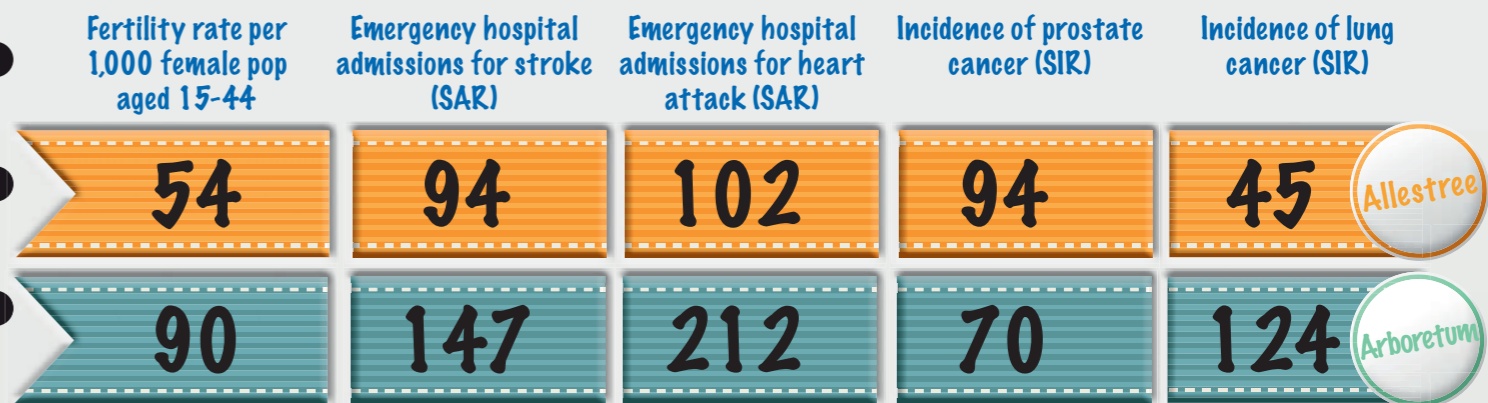 Fertility rate per
1,000 female pop
aged 15-44
Emergency hospital
admissions for stroke
(SAR)
Emergency hospital
admissions for heart
attack (SAR)
Incidence of prostate
cancer (SIR)
Incidence of lung
cancer (SIR)
54 94 102 94 45 Allestree
90 147 212 70 124 Arboretum